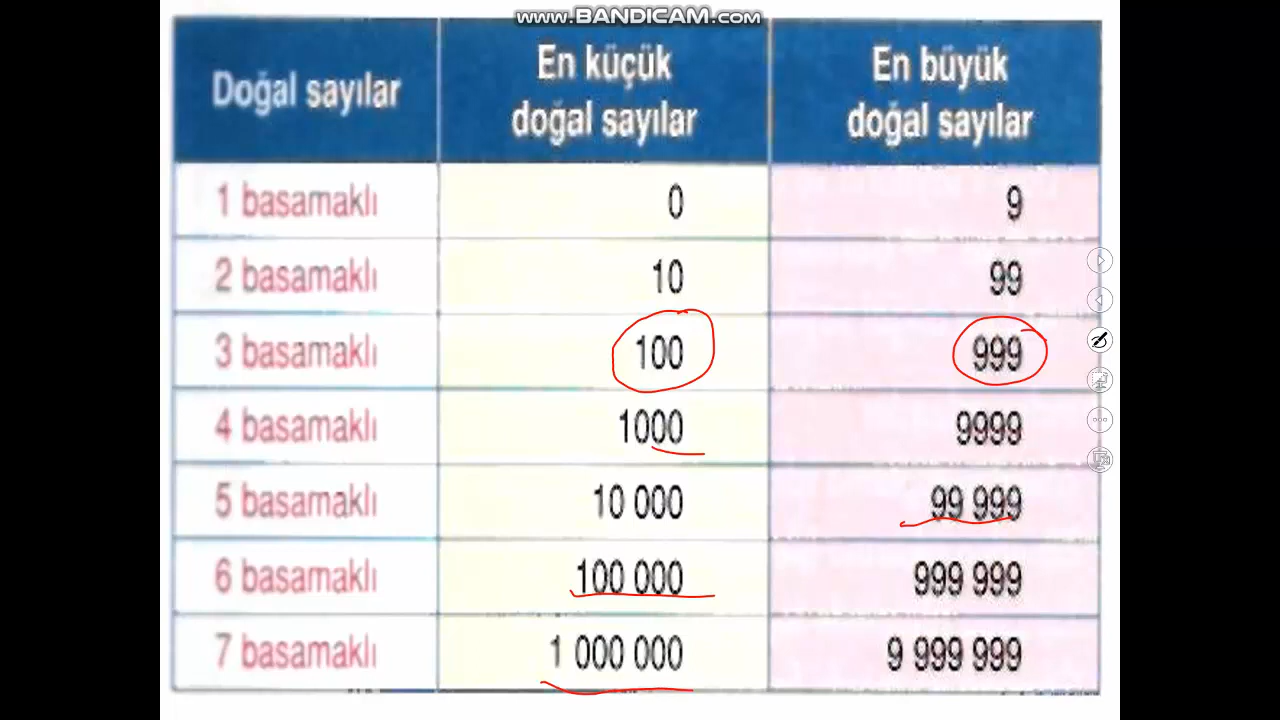 www.BANDICAM.com
Doğal sayılar
En küçük
doğal sayılar
En büyük
doğal sayılar
1 basamaklı 0 9
2 basamaklı 10 99
3 basamaklı 100 999
4 basamaklı 1000 9999
5 basamaklı 10 000 99 999
6 basamaklı 100 000 999 999
7 basamaklı 1 000 000 9 999 999